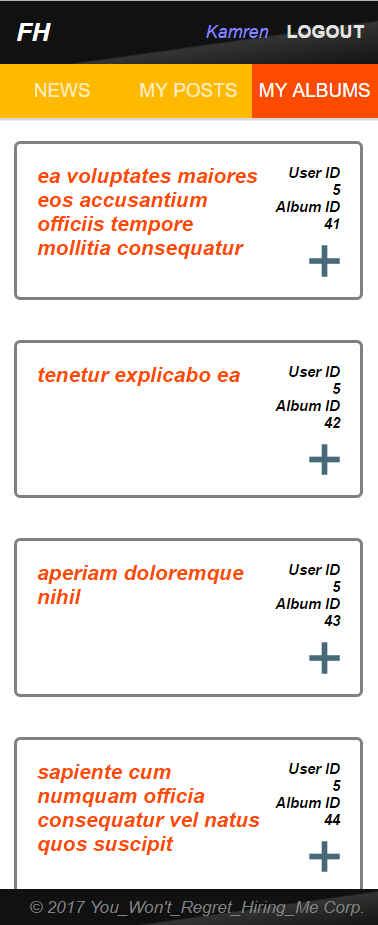 FH
Kamren LOGOUT
NEWS MY POSTS MY ALBUMS
ea voluptates maiores
eos accusantium
officiis tempore
mollitia consequatur
User ID
5
Album ID
41
tenetur explicabo ea
User ID
5
Album ID
42
aperiam doloremque
nihil
User ID
5
Album ID
43
sapiente cum
numquam officia
consequatur vel natus
quos suscipit
User ID
5
Album ID
44
© 2017 You_Won't_Regret_Hiring_Me Corp.